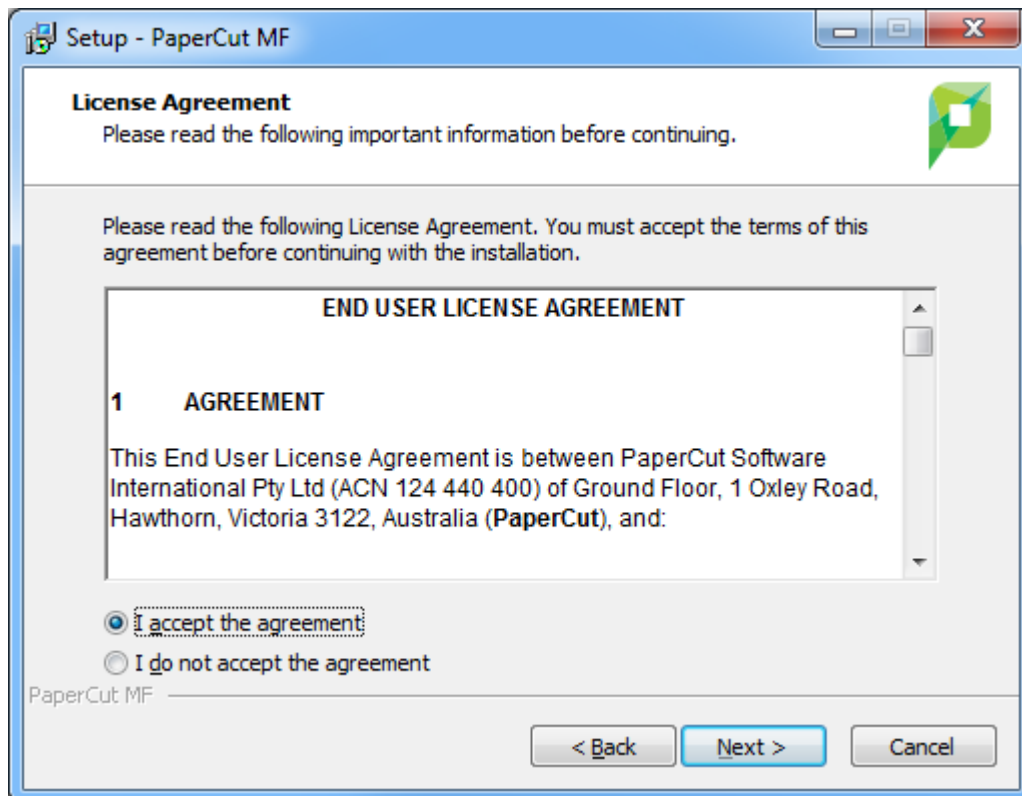 Setup - PaperCut MF
License Agreement
Please read the following important information before continuing.
Please read the following License Agreement. You must accept the terms of this
agreement before continuing with the installation.
END USER LICENSE AGREEMENT
1 AGREEMENT
This End User License Agreement is between PaperCut Software
International Pty Ltd (ACN 124 440 400) of Ground Floor, 1 Oxley Road,
Hawthorn, Victoria 3122, Australia (PaperCut), and:
I accept the agreement
I do not accept the agreement
PaperCut MF
< Back Next > Cancel